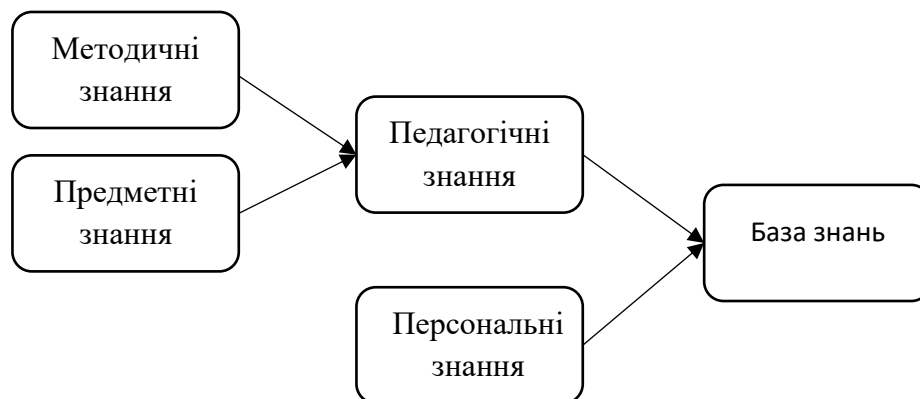 Методичні
знання
Предметні
знання
Педагогічні
знання
Персональні
знання
База знань